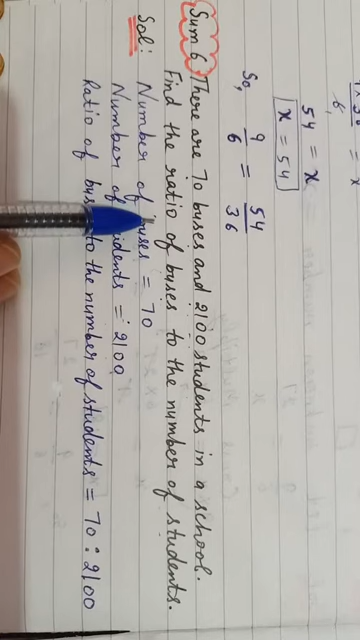 54 = x
x = 54
So, 9/6 = 54/36
Sum 6 There are 70 buses and 2100 students in a school.
Find the ratio of buses to the number of students.
Sol:
Number of buses = 70
Number of students = 2100
Ratio of buses to the number of students = 70 : 2100